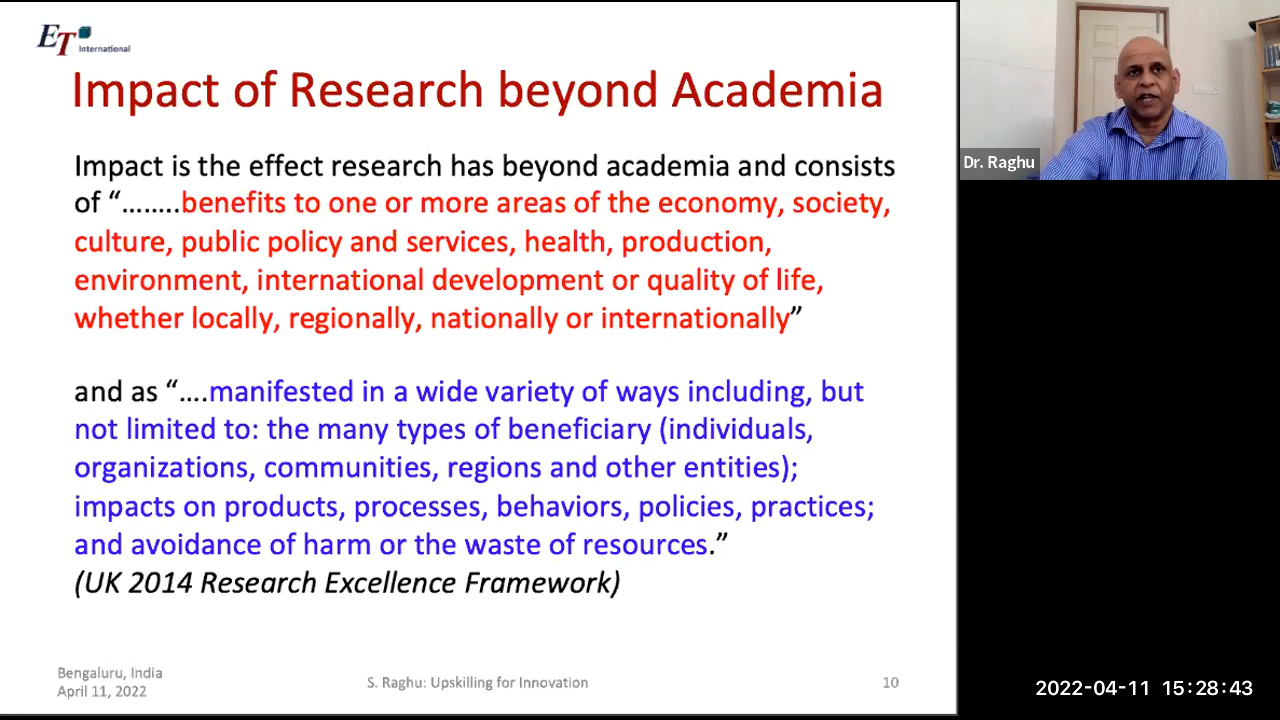 ET
International
Impact of Research beyond Academia
Impact is the effect research has beyond academia and consists
of “........benefits to one or more areas of the economy, society,
culture, public policy and services, health, production,
environment, international development or quality of life,
whether locally, regionally, nationally or internationally”
and as “....manifested in a wide variety of ways including, but
not limited to: the many types of beneficiary (individuals,
organizations, communities, regions and other entities);
impacts on products, processes, behaviors, policies, practices;
and avoidance of harm or the waste of resources.”
(UK 2014 Research Excellence Framework)
Bengaluru, India
April 11, 2022
S. Raghu: Upskilling for Innovation
10
Dr. Raghu
2022-04-11 15:28:43